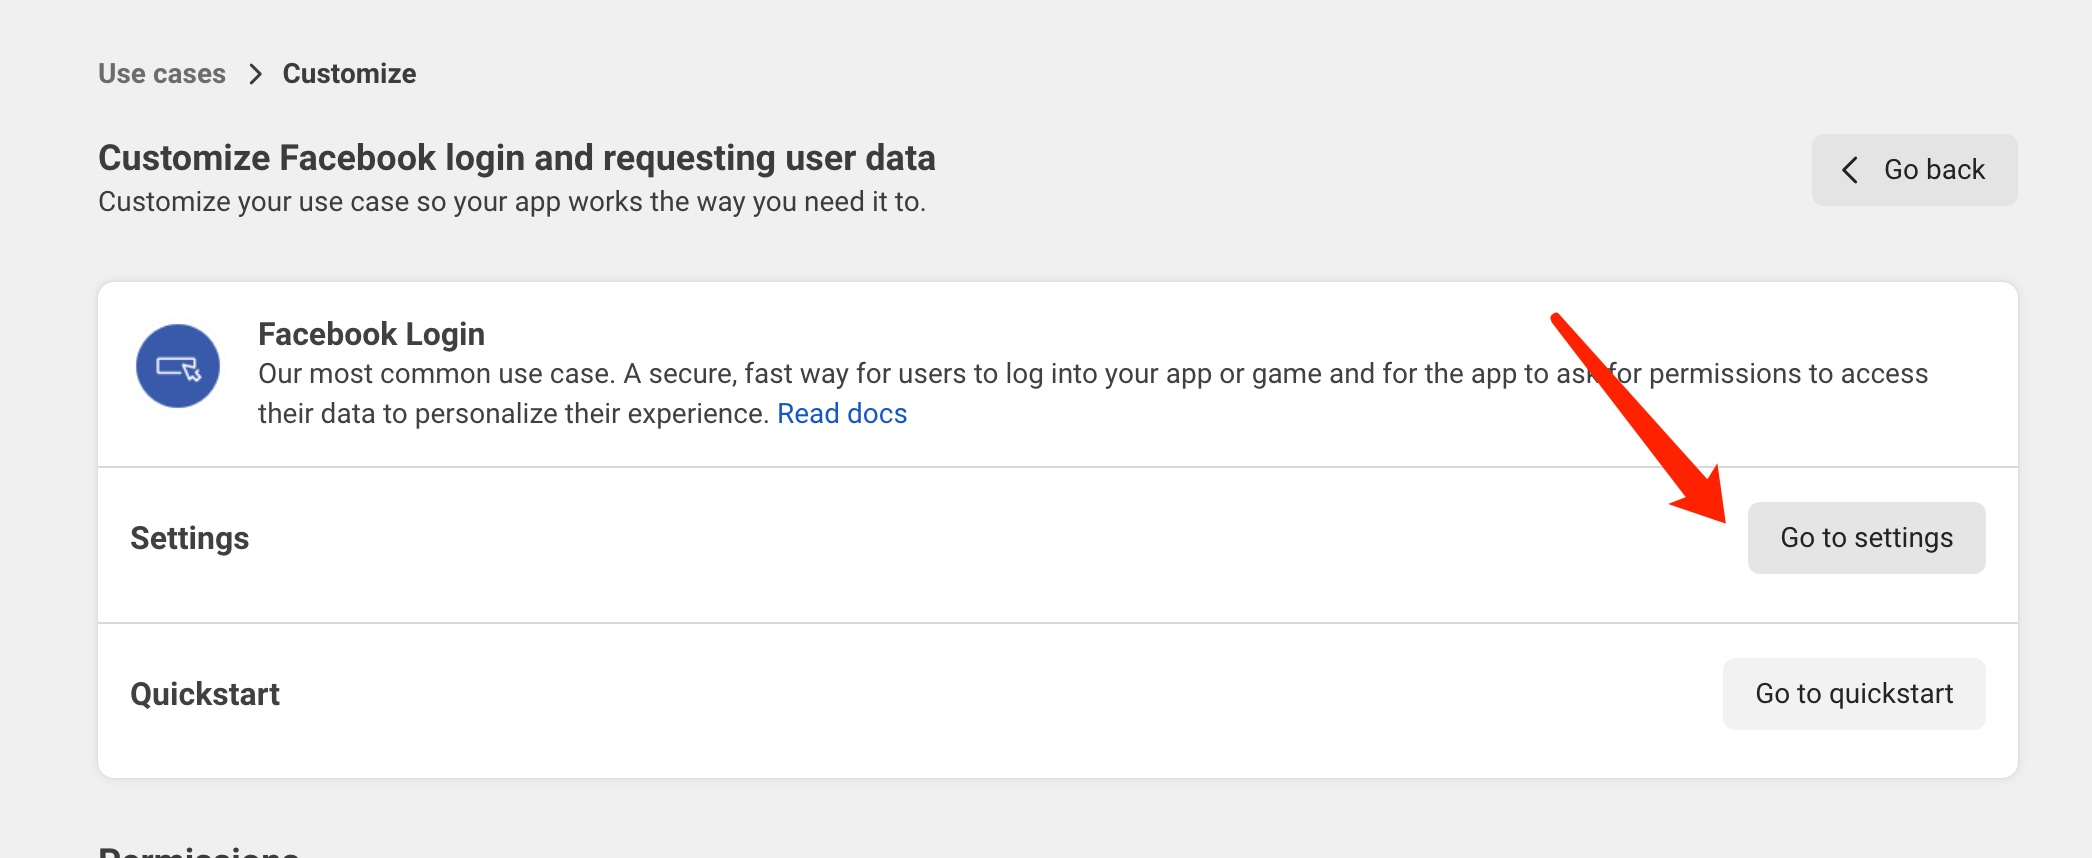 Use cases > Customize
Customize Facebook login and requesting user data
Customize your use case so your app works the way you need it to.
Go back
Facebook Login
Our most common use case. A secure, fast way for users to log into your app or game and for the app to ask for permissions to access
their data to personalize their experience. Read docs
Settings
Go to settings
Quickstart
Go to quickstart
Permissions